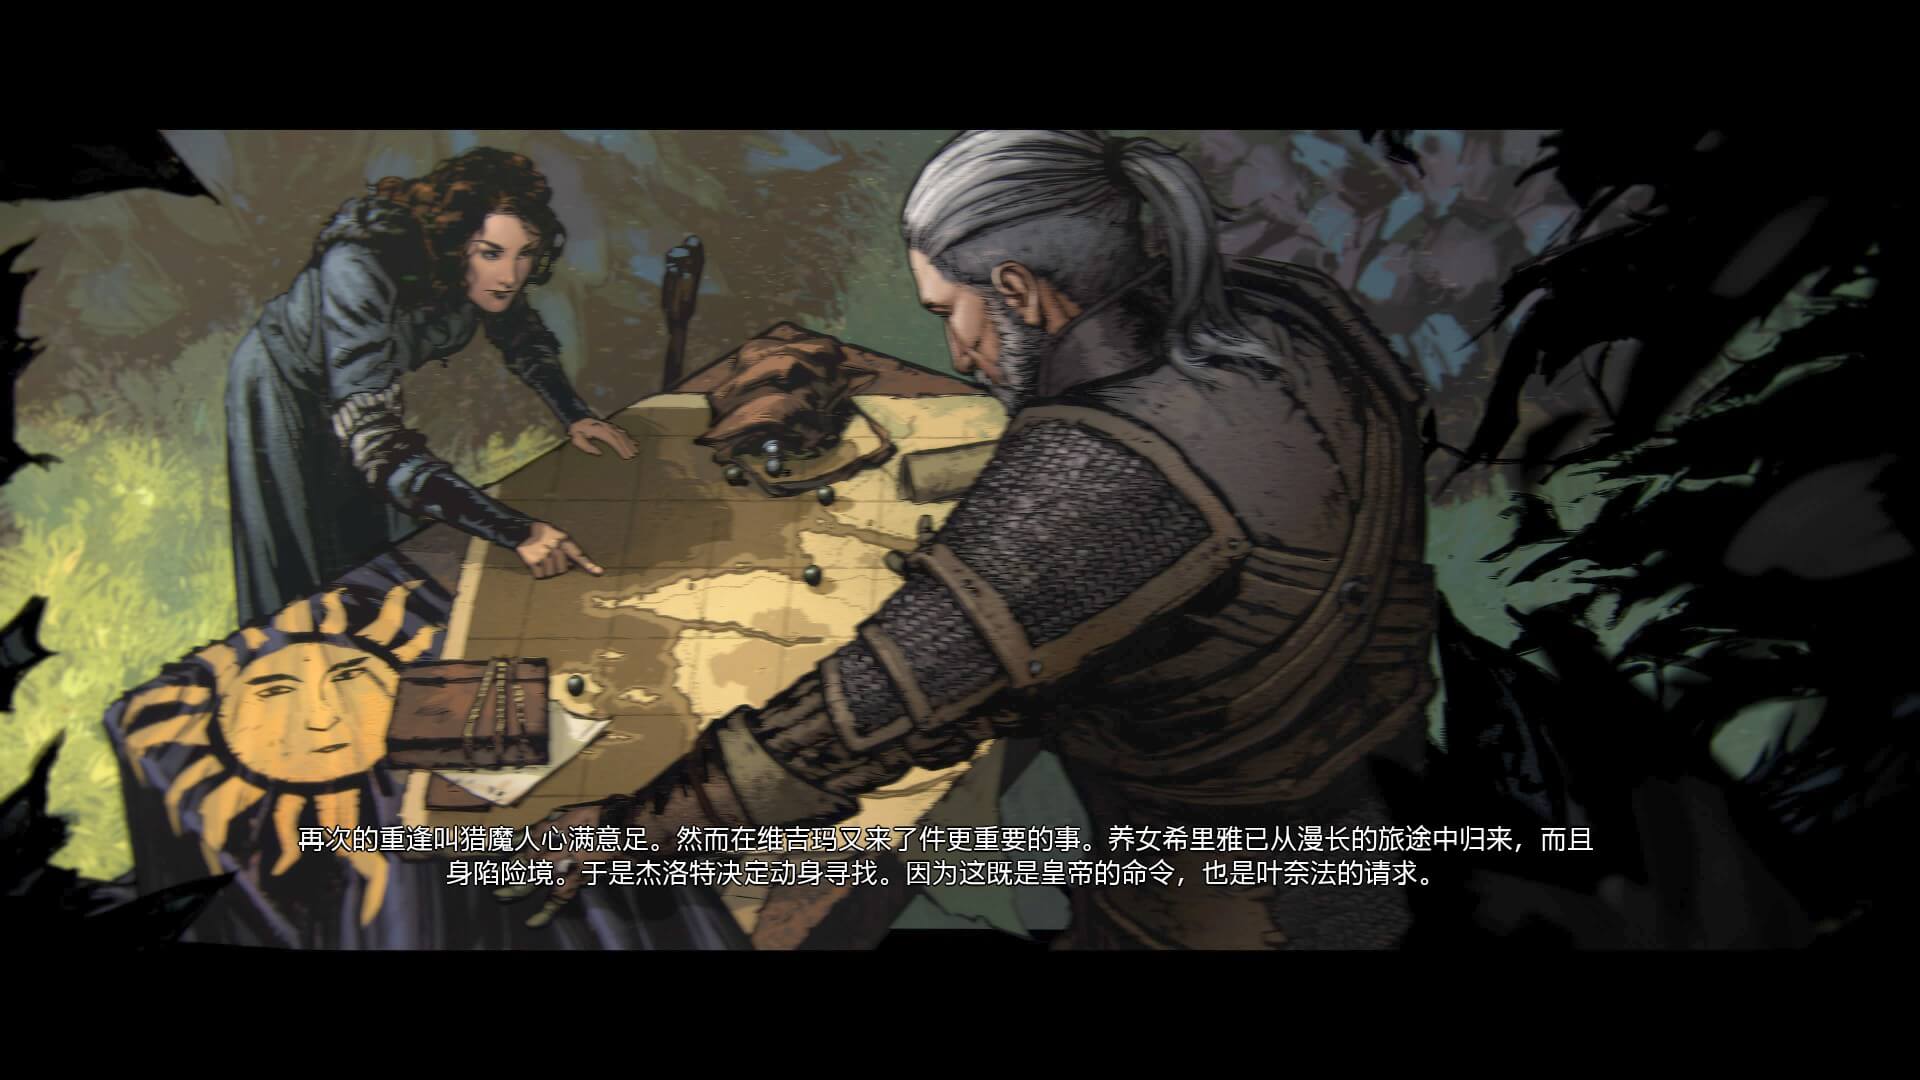 再次的重逢叫猎魔人心满意足。然而在维吉玛又来了件更重要的事。养女希里雅已从漫长的旅途中归来，而且
身陷险境。于是杰洛特决定动身寻找。因为这既是皇帝的命令，也是叶奈法的请求。